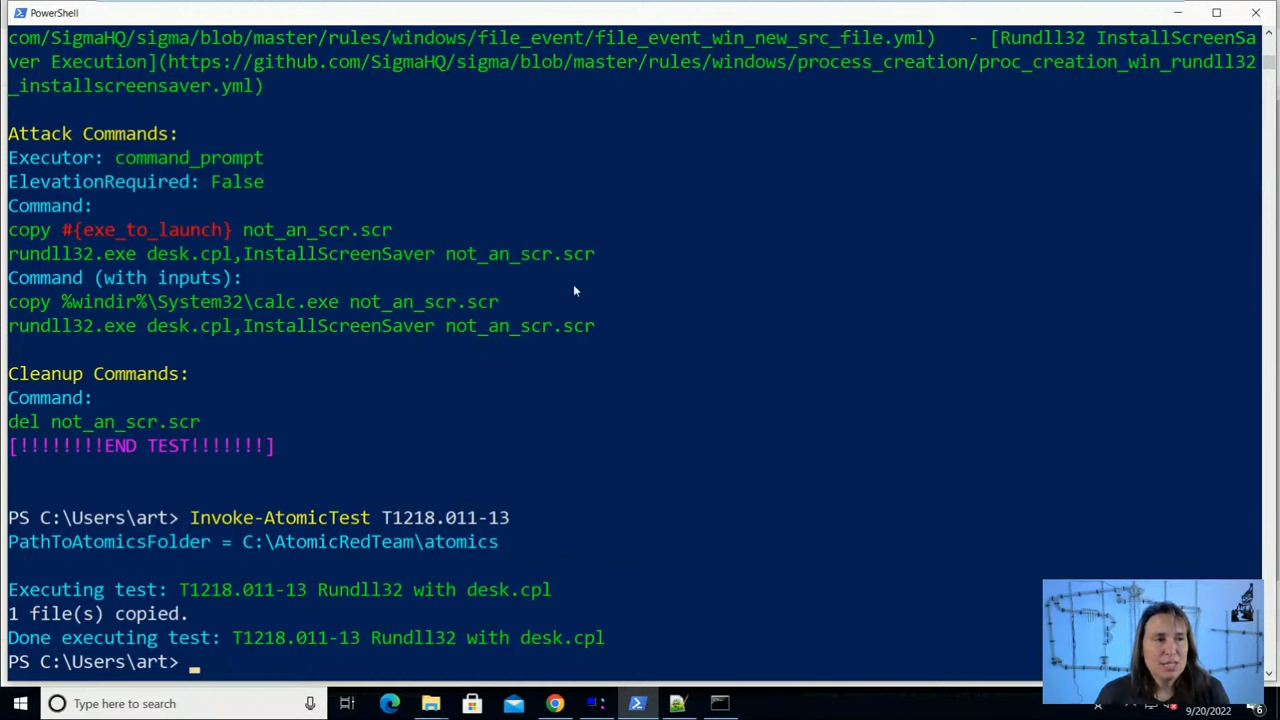 PowerShell
com/SigmaHQ/sigma/blob/master/rules/windows/file_event/file_event_win_new_src_file.yml)   - [Rundll32 InstallScreenSa
ver Execution](https://github.com/SigmaHQ/sigma/blob/master/rules/windows/process_creation/proc_creation_win_rundll32
_installscreensaver.yml)
Attack Commands:
Executor: command_prompt
ElevationRequired: False
Command:
copy #{exe_to_launch} not_an_scr.scr
rundll32.exe desk.cpl,InstallScreenSaver not_an_scr.scr
Command (with inputs):
copy %windir%\System32\calc.exe not_an_scr.scr
rundll32.exe desk.cpl,InstallScreenSaver not_an_scr.scr
Cleanup Commands:
Command:
del not_an_scr.scr
[!!!!!!!!END TEST!!!!!!!]
PS C:\Users\art> Invoke-AtomicTest T1218.011-13
PathToAtomicsFolder = C:\AtomicRedTeam\atomics
Executing test: T1218.011-13 Rundll32 with desk.cpl
1 file(s) copied.
Done executing test: T1218.011-13 Rundll32 with desk.cpl
PS C:\Users\art>
Type here to search
9/20/2022
6